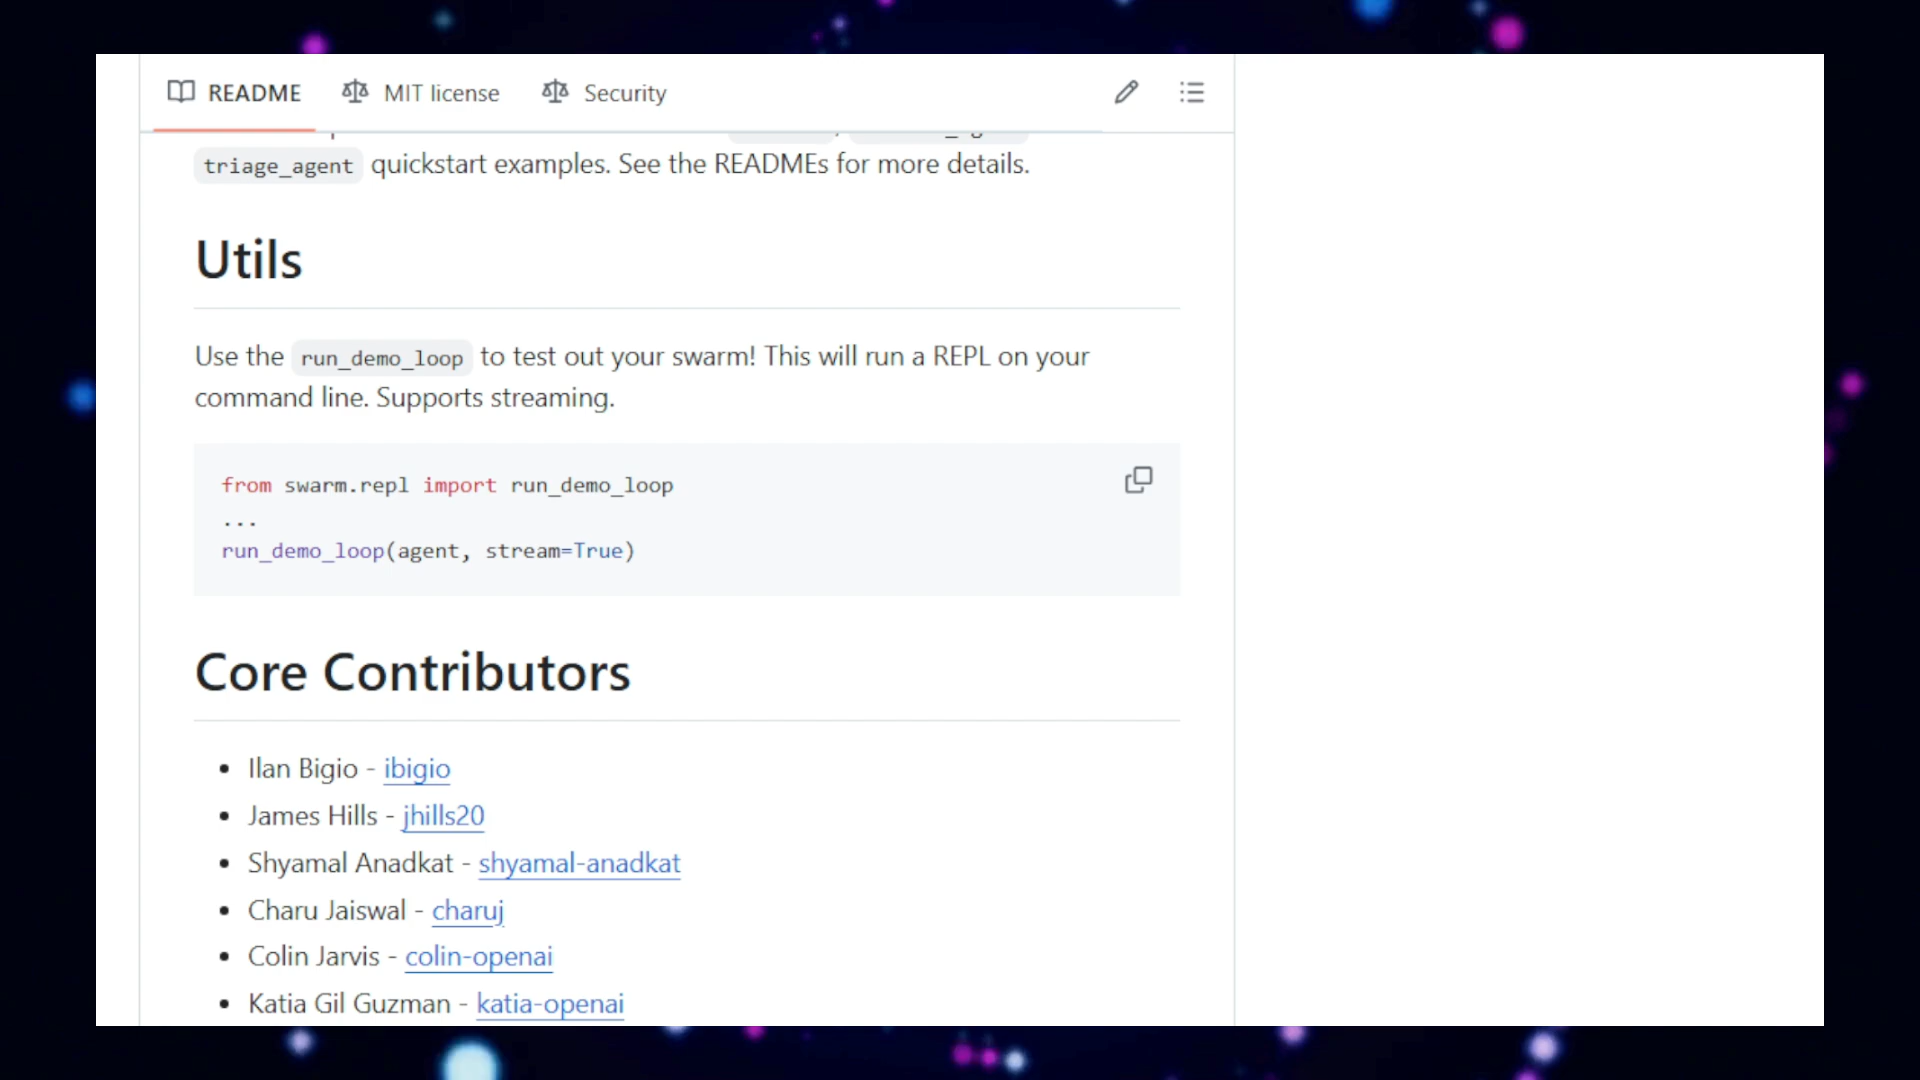 README MIT license Security
triage_agent quickstart examples. See the READMEs for more details.
Utils
Use the run_demo_loop to test out your swarm! This will run a REPL on your
command line. Supports streaming.
from swarm.repl import run_demo_loop
...
run_demo_loop(agent, stream=True)
Core Contributors
• Ilan Bigio - ibigio
• James Hills - jhills20
• Shyamal Anadkat - shyamal-anadkat
• Charu Jaiswal - charuj
• Colin Jarvis - colin-openai
• Katia Gil Guzman - katia-openai